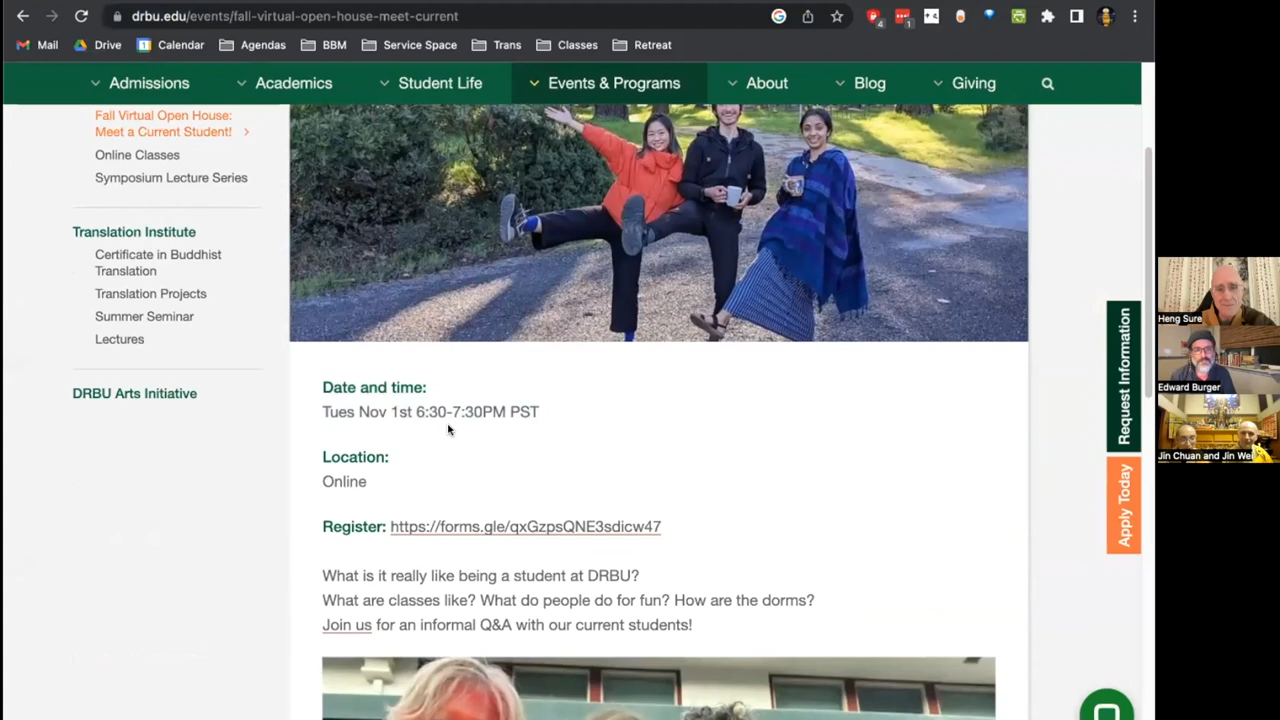 drbu.edu/events/fall-virtual-open-house-meet-current
4
1
Mail
Drive
Calendar
Agendas
BBM
Service Space
Trans
Classes
Retreat
Admissions
Academics
Student Life
Events & Programs
About
Blog
Giving
Fall Virtual Open House:
Meet a Current Student!
Online Classes
Symposium Lecture Series
Translation Institute
Certificate in Buddhist
Translation
Translation Projects
Summer Seminar
Lectures
DRBU Arts Initiative
Date and time:
Tues Nov 1st 6:30-7:30PM PST
Location:
Online
Register: https://forms.gle/qxGzpsQNE3sdicw47
What is it really like being a student at DRBU?
What are classes like? What do people do for fun? How are the dorms?
Join us for an informal Q&A with our current students!
Request Information
Apply Today
Heng Sure
Edward Burger
Jin Chuan and Jin Wei